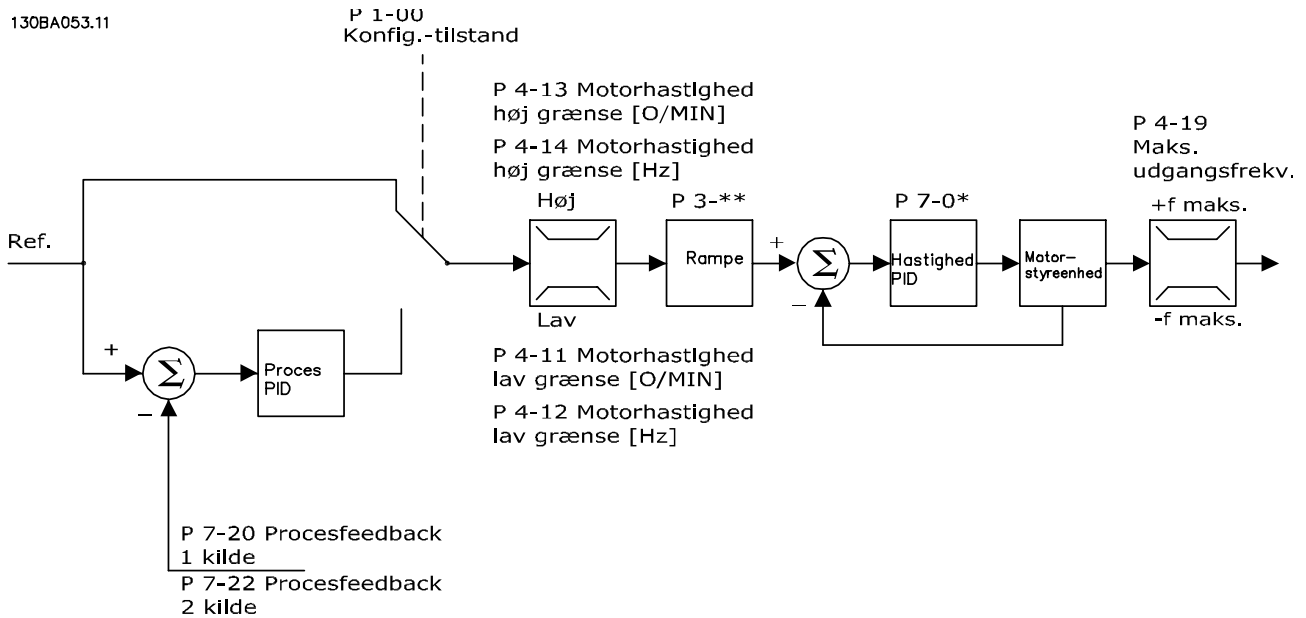 130BA053.11
P 1-00
Konfig.-tilstand
P 4-13 Motorhastighed
høj grænse [O/MIN]
P 4-14 Motorhastighed
høj grænse [Hz]
P 4-19
Maks.
udgangsfrekv.
Høj
P 3-**
P 7-0*
+f maks.
Ref.
Rampe
+
Σ
Hastighed
PID
Motor-
styreenhed
−
Lav
-f maks.
+
Σ
Proces
PID
−
P 4-11 Motorhastighed
lav grænse [O/MIN]
P 4-12 Motorhastighed
lav grænse [Hz]
P 7-20 Procesfeedback
1 kilde
P 7-22 Procesfeedback
2 kilde